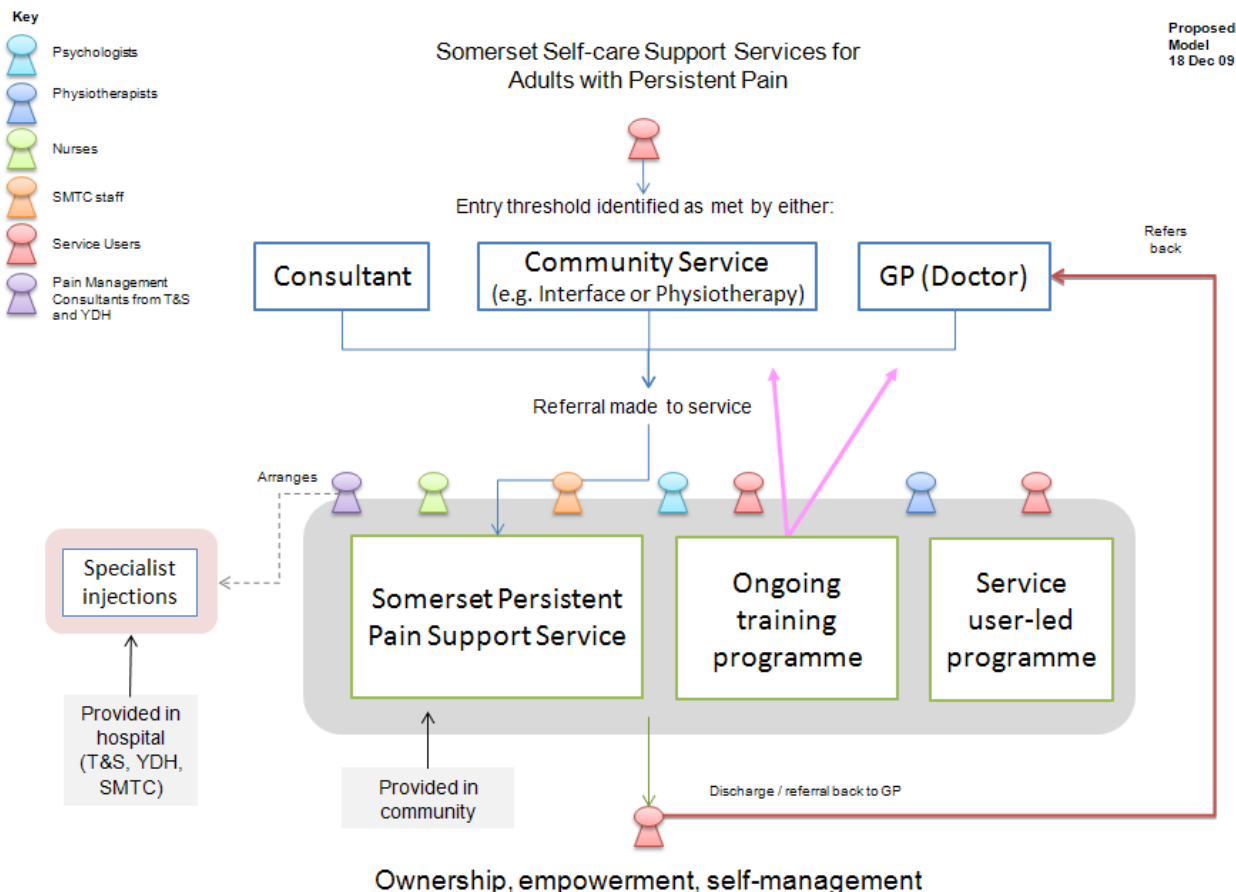 Key
Psychologists
Physiotherapists
Nurses
SMTC staff
Service Users
Pain Management
Consultants from T&S
and YDH
Somerset Self-care Support Services for
Adults with Persistent Pain
Proposed
Model
18 Dec 09
Entry threshold identified as met by either:
Consultant
Community Service
(e.g. Interface or Physiotherapy)
GP (Doctor)
Refers
back
Referral made to service
Arranges
Specialist
injections
Somerset Persistent
Pain Support Service
Ongoing
training
programme
Service
user-led
programme
Provided in
hospital
(T&S, YDH,
SMTC)
Provided in
community
Discharge / referral back to GP
Ownership, empowerment, self-management